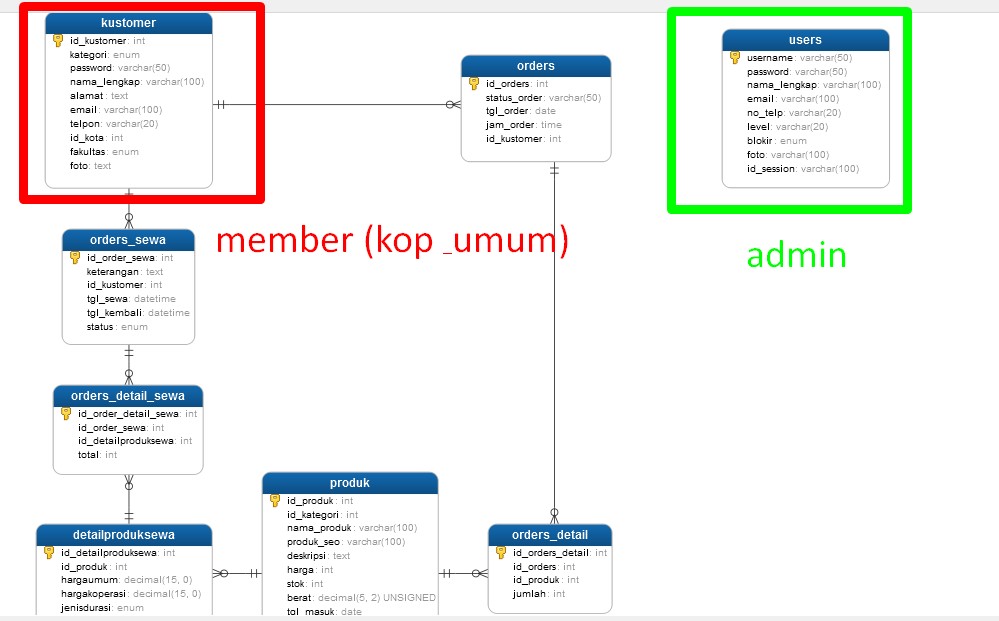 kustomer
id_kustomer: int
kategori: enum
password: varchar(50)
nama_lengkap: varchar(100)
alamat: text
email: varchar(100)
telpon: varchar(20)
id_kota: int
fakultas: enum
foto: text
orders
id_orders: int
status_order: varchar(50)
tgl_order: date
jam_order: time
id_kustomer: int
users
username: varchar(50)
password: varchar(50)
nama_lengkap: varchar(100)
email: varchar(100)
no_telp: varchar(20)
level: varchar(20)
blokir: enum
foto: varchar(100)
id_session: varchar(100)
member (kop _umum)
admin
orders_sewa
id_order_sewa: int
keterangan: text
id_kustomer: int
tgl_sewa: datetime
tgl_kembali: datetime
status: enum
orders_detail_sewa
id_order_detail_sewa: int
id_order_sewa: int
id_detailproduksewa: int
total: int
detailproduksewa
id_detailproduksewa: int
id_produk: int
hargaumum: decimal(15, 0)
hargakoperasi: decimal(15, 0)
jenisdurasi: enum
produk
id_produk: int
id_kategori: int
nama_produk: varchar(100)
produk_seo: varchar(100)
deskripsi: text
harga: int
stok: int
berat: decimal(5, 2) UNSIGNED
tgl_masuk: date
orders_detail
id_orders_detail: int
id_orders: int
id_produk: int
jumlah: int